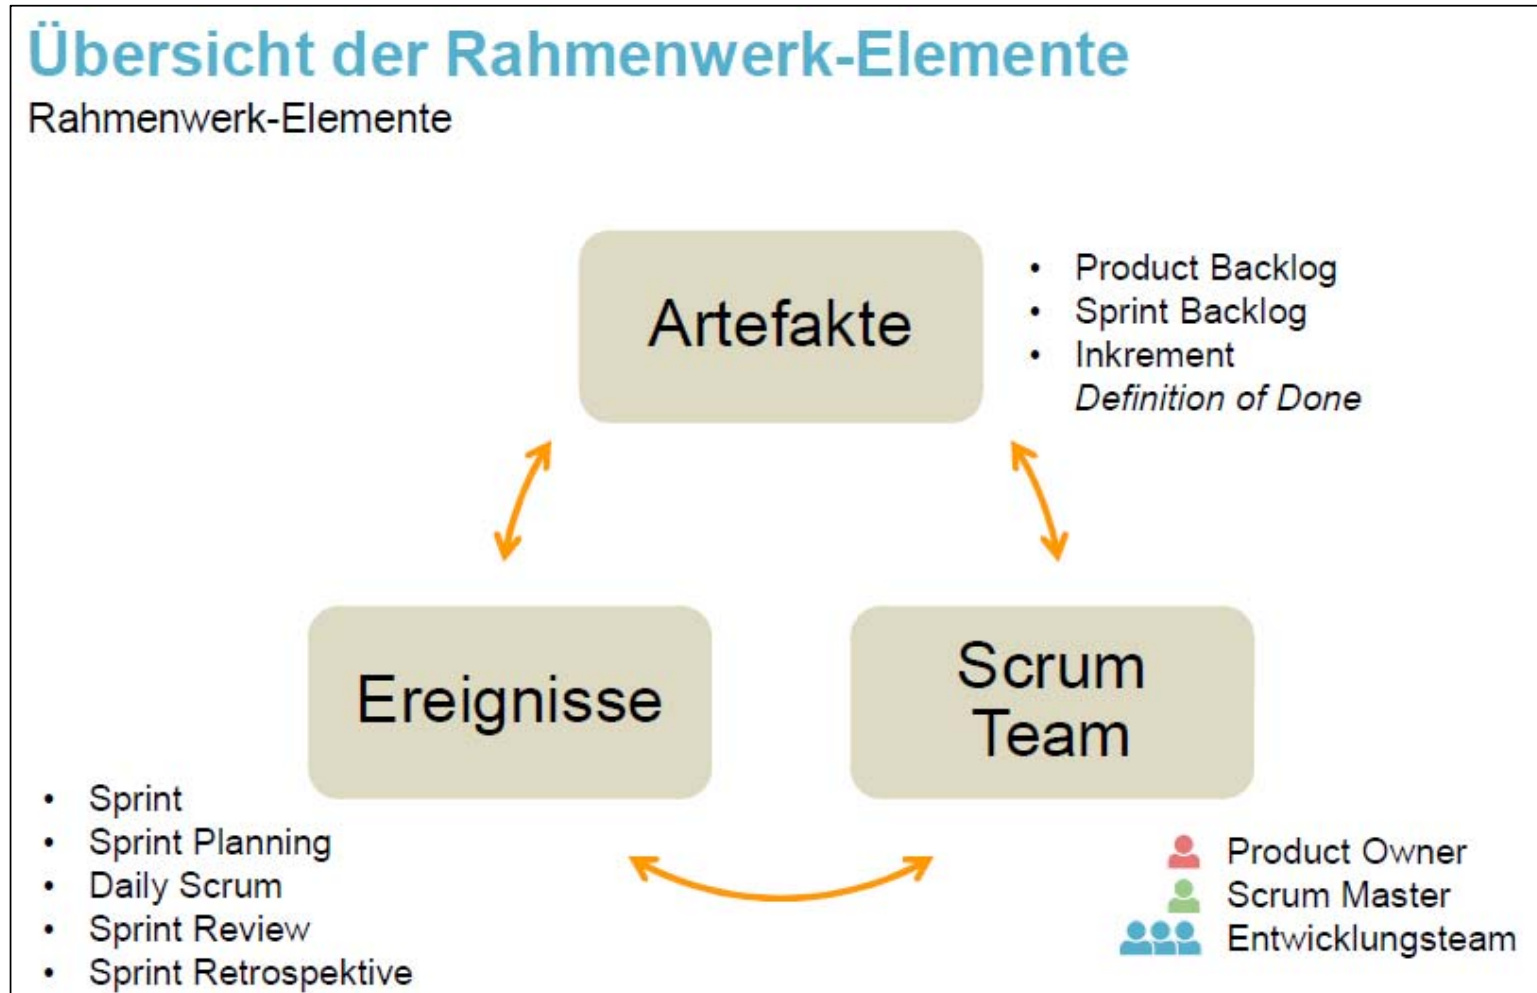 Übersicht der Rahmenwerk-Elemente
Rahmenwerk-Elemente
Artefakte
• Product Backlog
• Sprint Backlog
• Inkrement
Definition of Done
Ereignisse
• Sprint
• Sprint Planning
• Daily Scrum
• Sprint Review
• Sprint Retrospektive
Scrum
Team
Product Owner
Scrum Master
Entwicklungsteam